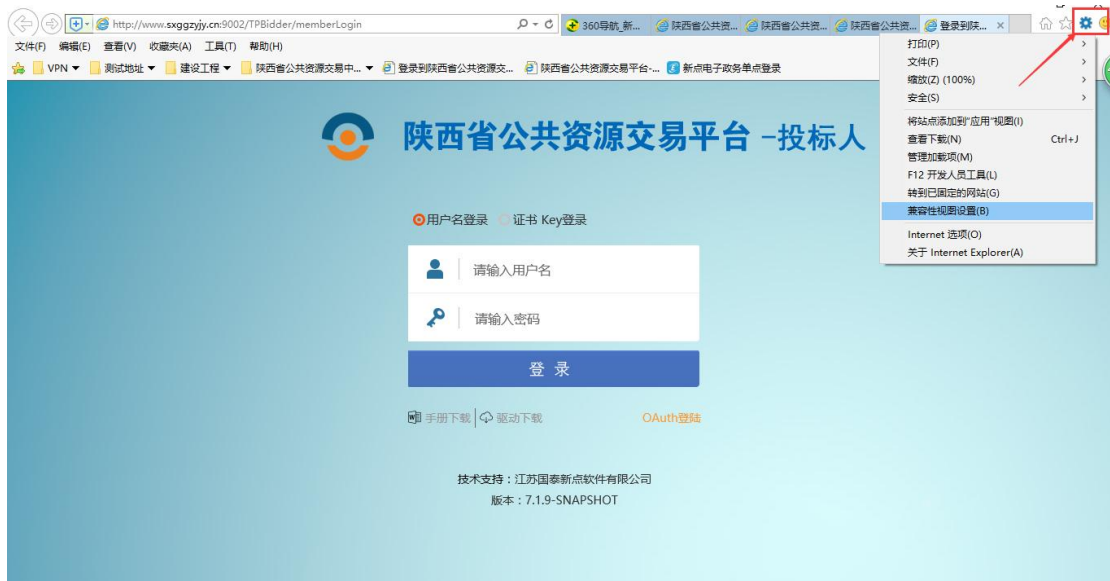 http://www.sxggzyjy.cn:9002/TPBidder/memberLogin
360导航_新...
陕西省公共资...
陕西省公共资...
陕西省公共资...
登录到陕...
文件(F) 编辑(E) 查看(V) 收藏夹(A) 工具(T) 帮助(H)
VPN 测试地址 建设工程 陕西省公共资源交易中... 登录到陕西省公共资源交... 陕西省公共资源交易平台-... 新点电子政务单点登录
打印(P)
文件(F)
缩放(Z) (100%)
安全(S)
将站点添加到"应用"视图(I)
查看下载(N) Ctrl+J
管理加载项(M)
F12 开发人员工具(L)
转到已固定的网站(G)
兼容性视图设置(B)
Internet 选项(O)
关于 Internet Explorer(A)
陕西省公共资源交易平台 -投标人
用户名登录 证书 Key登录
请输入用户名
请输入密码
登 录
手册下载 驱动下载 OAuth登陆
技术支持：江苏国泰新点软件有限公司
版本：7.1.9-SNAPSHOT